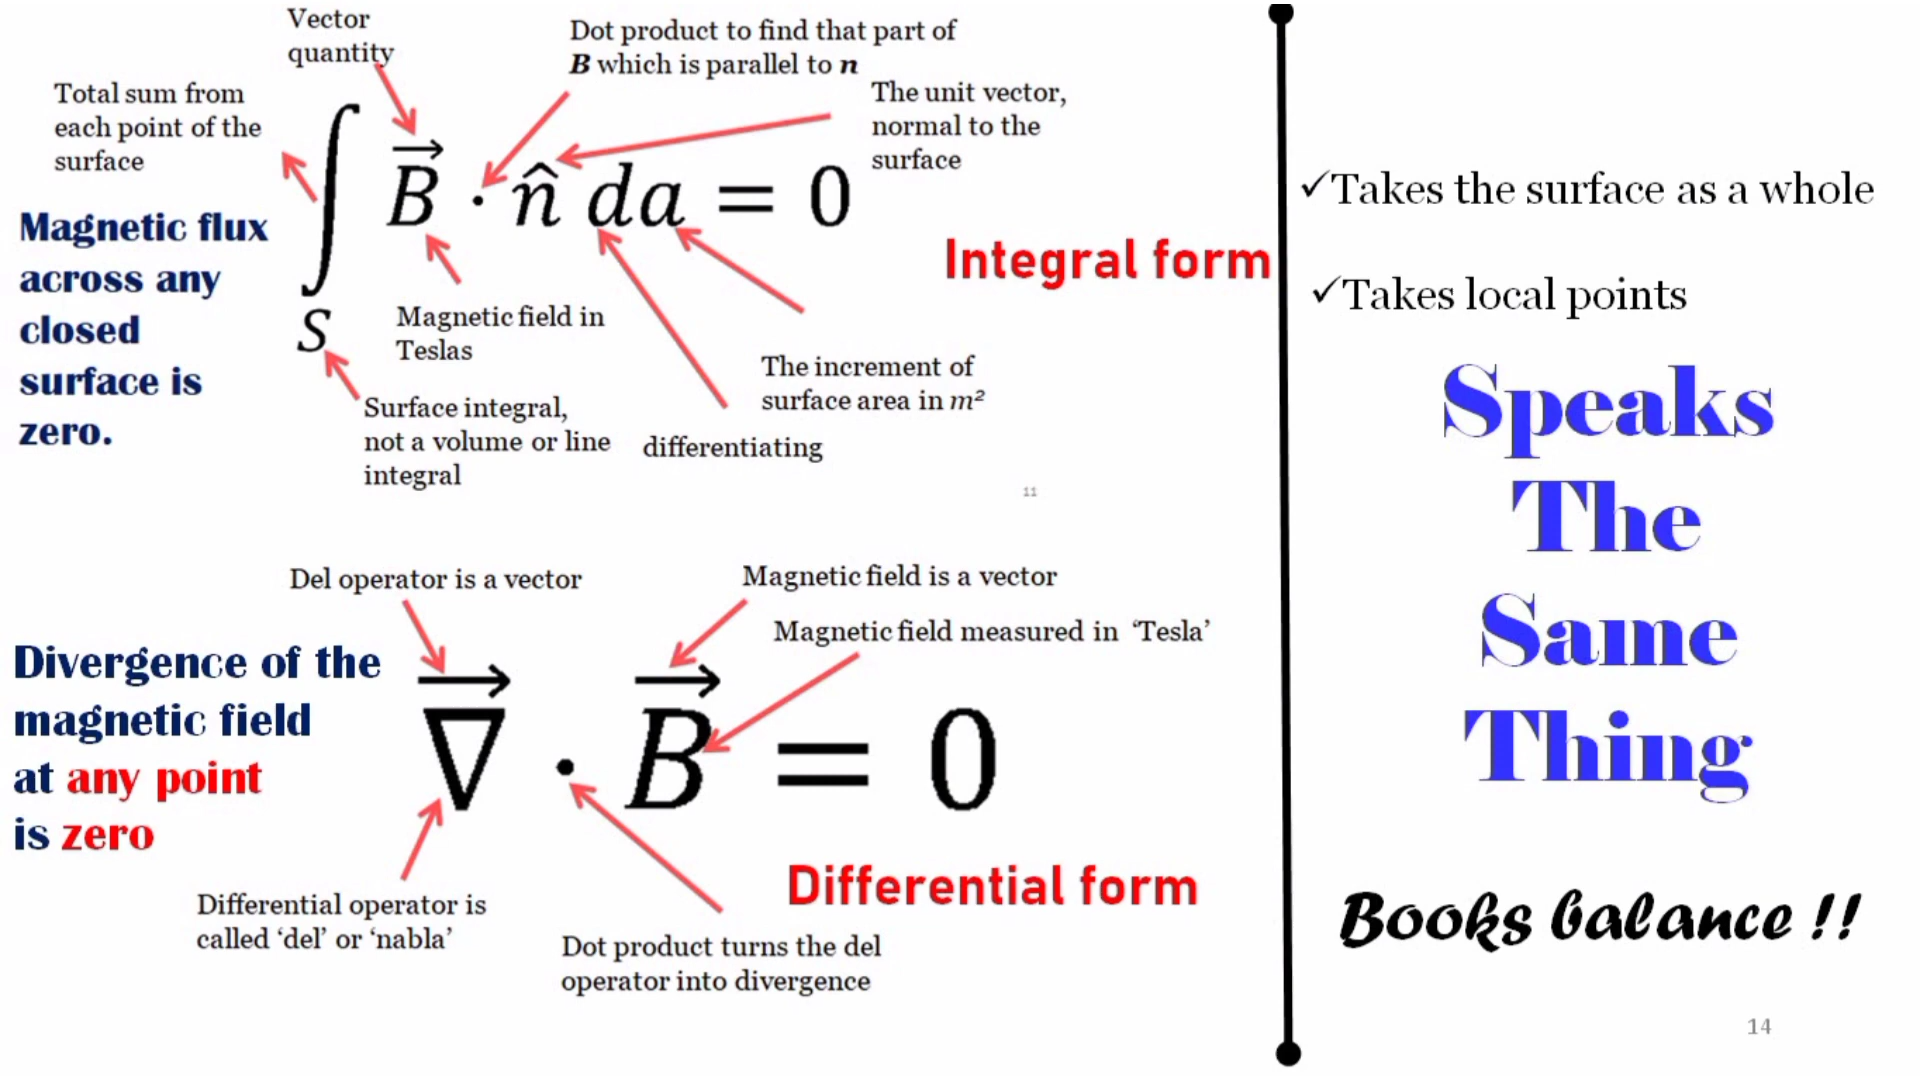 Vector
quantity
Dot product to find that part of
B which is parallel to n
Total sum from
each point of the
surface
The unit vector,
normal to the
surface
∫ B⃗ · n̂ da = 0
S
Magnetic flux
across any
closed
surface is
zero.
Integral form
Magnetic field in
Teslas
The increment of
surface area in m²
Surface integral,
not a volume or line
integral
differentiating
11
Del operator is a vector
Magnetic field is a vector
Magnetic field measured in ‘Tesla’
Divergence of the
magnetic field
at any point
is zero
∇⃗ · B⃗ = 0
Differential form
Differential operator is
called ‘del’ or ‘nabla’
Dot product turns the del
operator into divergence
✓Takes the surface as a whole
✓Takes local points
Speaks
The
Same
Thing
Books balance !!
14